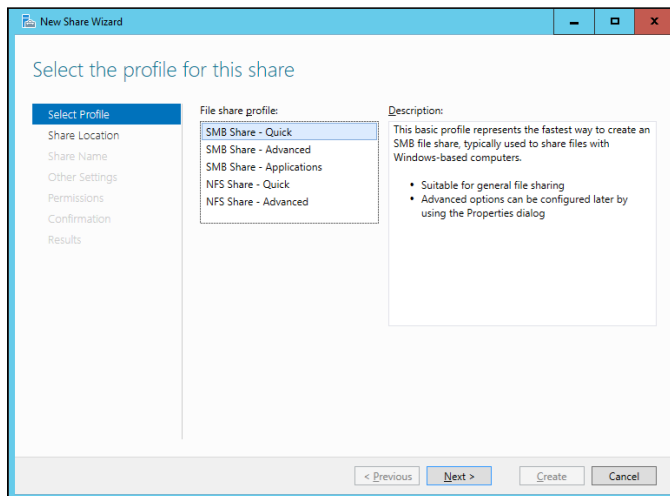 New Share Wizard
Select the profile for this share
Select Profile
Share Location
Share Name
Other Settings
Permissions
Confirmation
Results
File share profile:
SMB Share - Quick
SMB Share - Advanced
SMB Share - Applications
NFS Share - Quick
NFS Share - Advanced
Description:
This basic profile represents the fastest way to create an
SMB file share, typically used to share files with
Windows-based computers.
• Suitable for general file sharing
• Advanced options can be configured later by
using the Properties dialog
< Previous
Next >
Create
Cancel